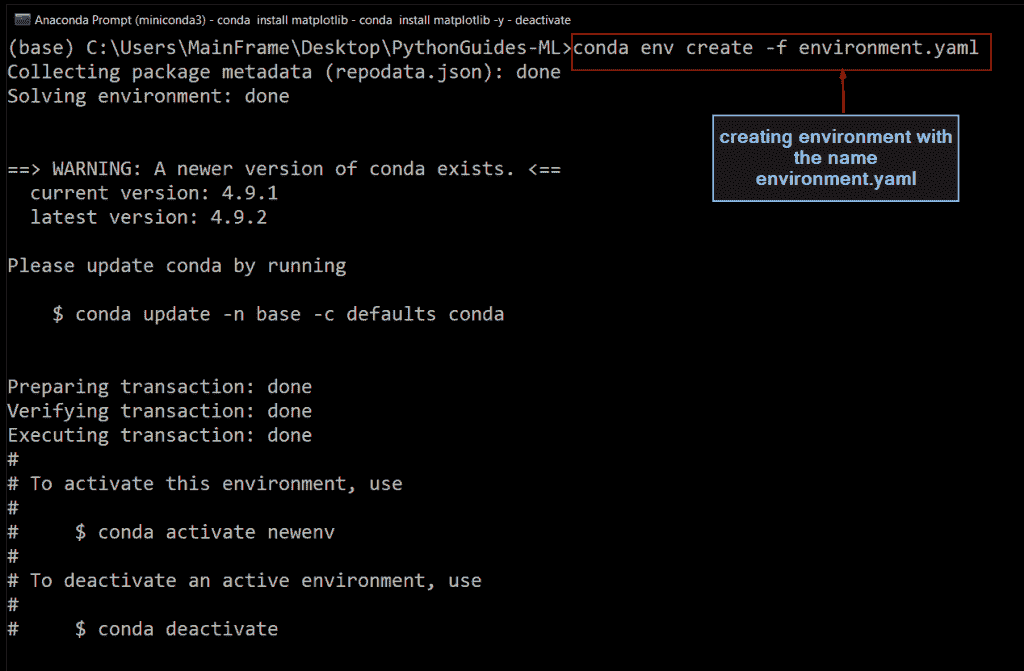 Anaconda Prompt (miniconda3) - conda  install matplotlib - conda  install matplotlib -y - deactivate
(base) C:\Users\MainFrame\Desktop\PythonGuides-ML>conda env create -f environment.yaml
Collecting package metadata (repodata.json): done
Solving environment: done
==> WARNING: A newer version of conda exists. <==
  current version: 4.9.1
  latest version: 4.9.2
creating environment with
the name
environment.yaml
Please update conda by running
    $ conda update -n base -c defaults conda
Preparing transaction: done
Verifying transaction: done
Executing transaction: done
#
# To activate this environment, use
#
#     $ conda activate newenv
#
# To deactivate an active environment, use
#
#     $ conda deactivate